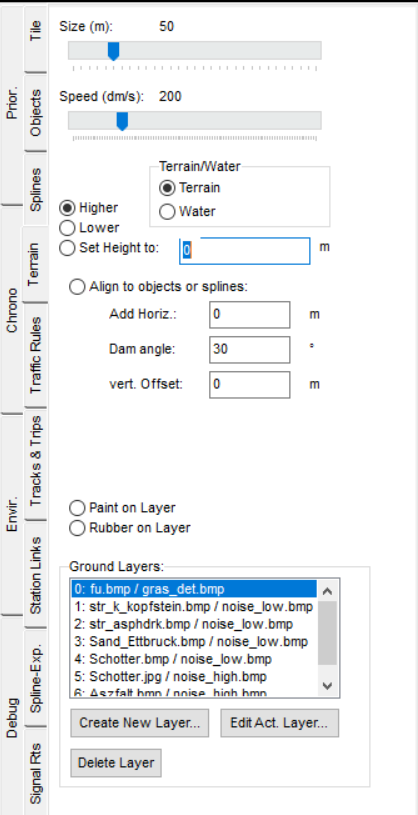 Prior.
Chrono
Envir.
Debug
Tile
Objects
Splines
Terrain
Traffic Rules
Tracks & Trips
Station Links
Spline-Exp.
Signal Rts
Size (m): 50
Speed (dm/s): 200
Terrain/Water
Terrain
Water
Higher
Lower
Set Height to: 0 m
Align to objects or splines:
Add Horiz.: 0 m
Dam angle: 30 °
vert. Offset: 0 m
Paint on Layer
Rubber on Layer
Ground Layers:
0: fu.bmp / gras_det.bmp
1: str_k_kopfstein.bmp / noise_low.bmp
2: str_asphdrk.bmp / noise_low.bmp
3: Sand_Ettbruck.bmp / noise_low.bmp
4: Schotter.bmp / noise_low.bmp
5: Schotter.jpg / noise_high.bmp
6: Aszfalt.bmp / noise_high.bmp
Create New Layer...
Edit Act. Layer...
Delete Layer